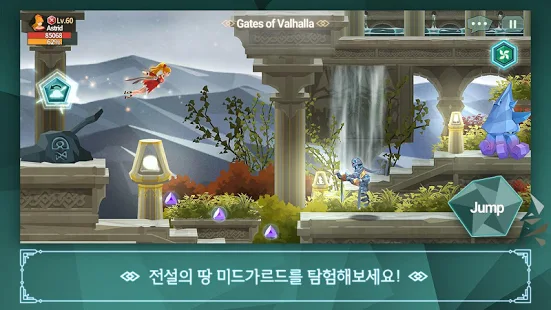 Lv.60
Astrid
85068
Gates of Valhalla
Jump
전설의 땅 미드가르드를 탐험해보세요!